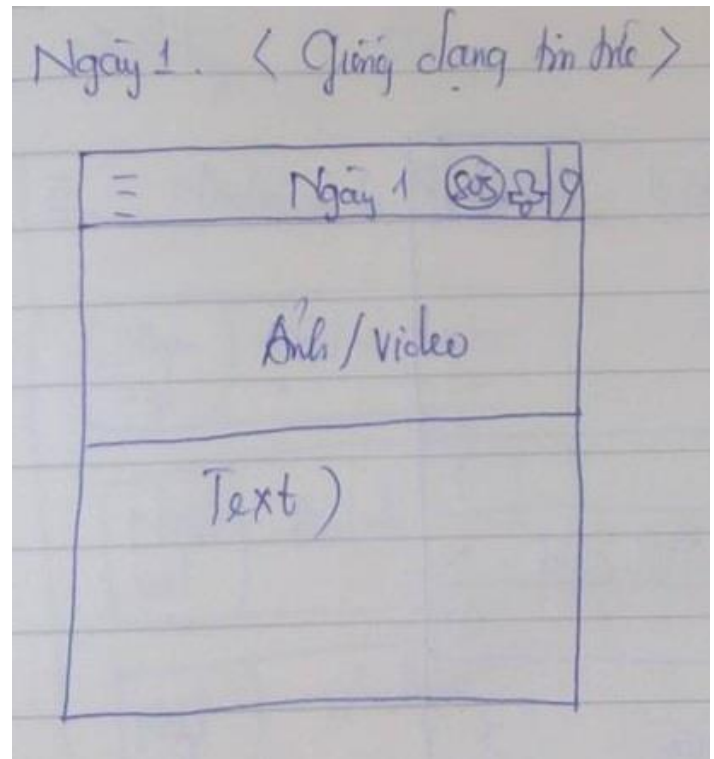 Ngày 1. < Giống dạng tin tức >
Ngày 1 SOS
Ảnh / video
Text )